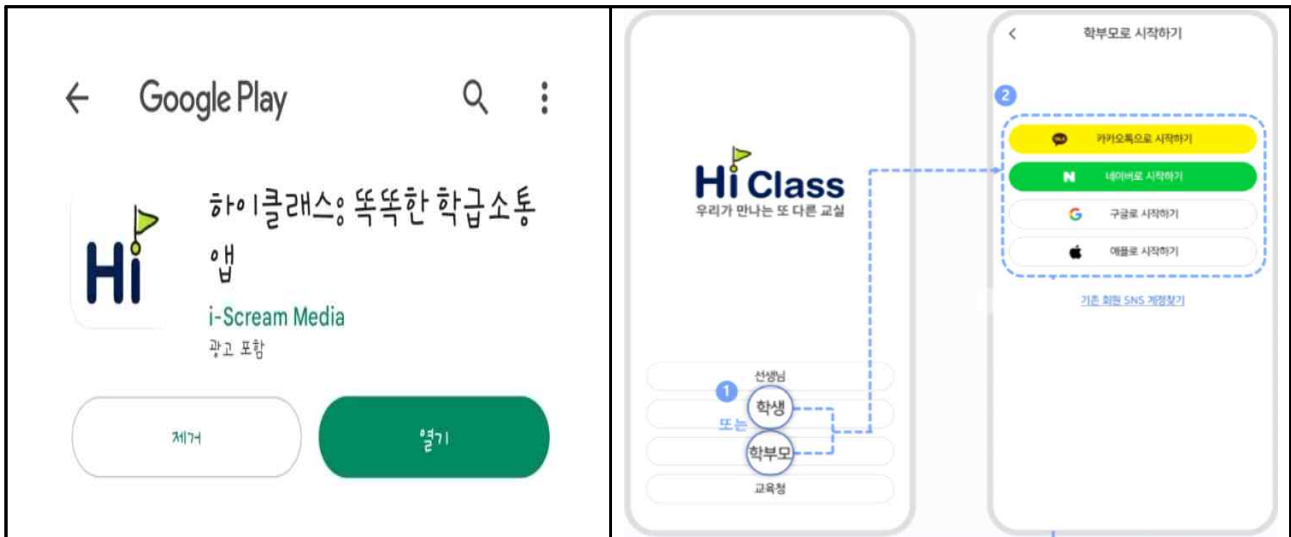 Google Play
Hi
하이클래스: 똑똑한 학급소통
앱
i-Scream Media
광고 포함
제거
열기
Hi Class
우리가 만나는 또 다른 교실
선생님
1
학생
또는
학부모
교육청
학부모로 시작하기
2
카카오톡으로 시작하기
N 네이버로 시작하기
G 구글로 시작하기
애플로 시작하기
기존 회원 SNS 계정찾기